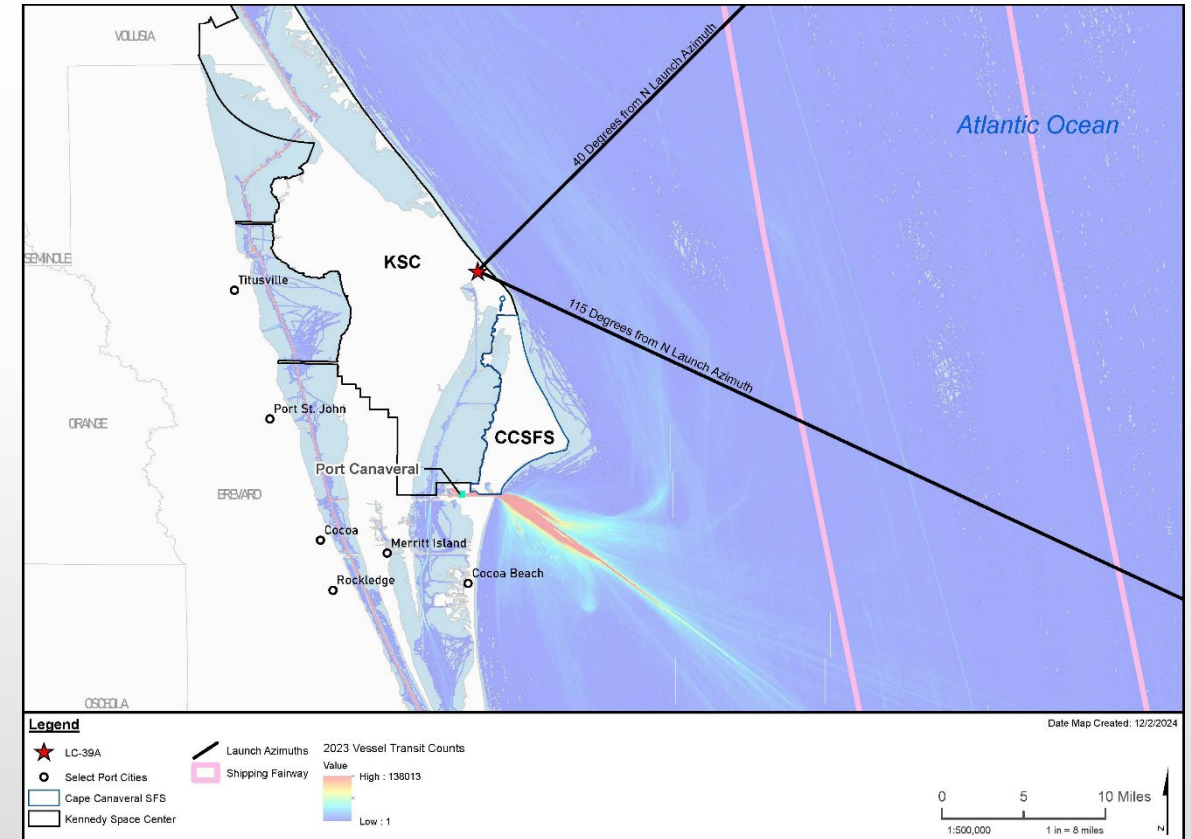 VOLUSIA
Atlantic Ocean
40 Degrees from N Launch Azimuth
SEMINOLE
KSC
Titusville
115 Degrees from N Launch Azimuth
ORANGE
Port St. John
CCSFS
Port Canaveral
BREVARD
Cocoa
Merritt Island
Rockledge
Cocoa Beach
OSCEOLA
Legend
Date Map Created: 12/2/2024
LC-39A
Select Port Cities
Cape Canaveral SFS
Kennedy Space Center
Launch Azimuths
Shipping Fairway
2023 Vessel Transit Counts
Value
High : 136013
Low : 1
0 5 10 Miles
1:500,000 1 in = 8 miles
N